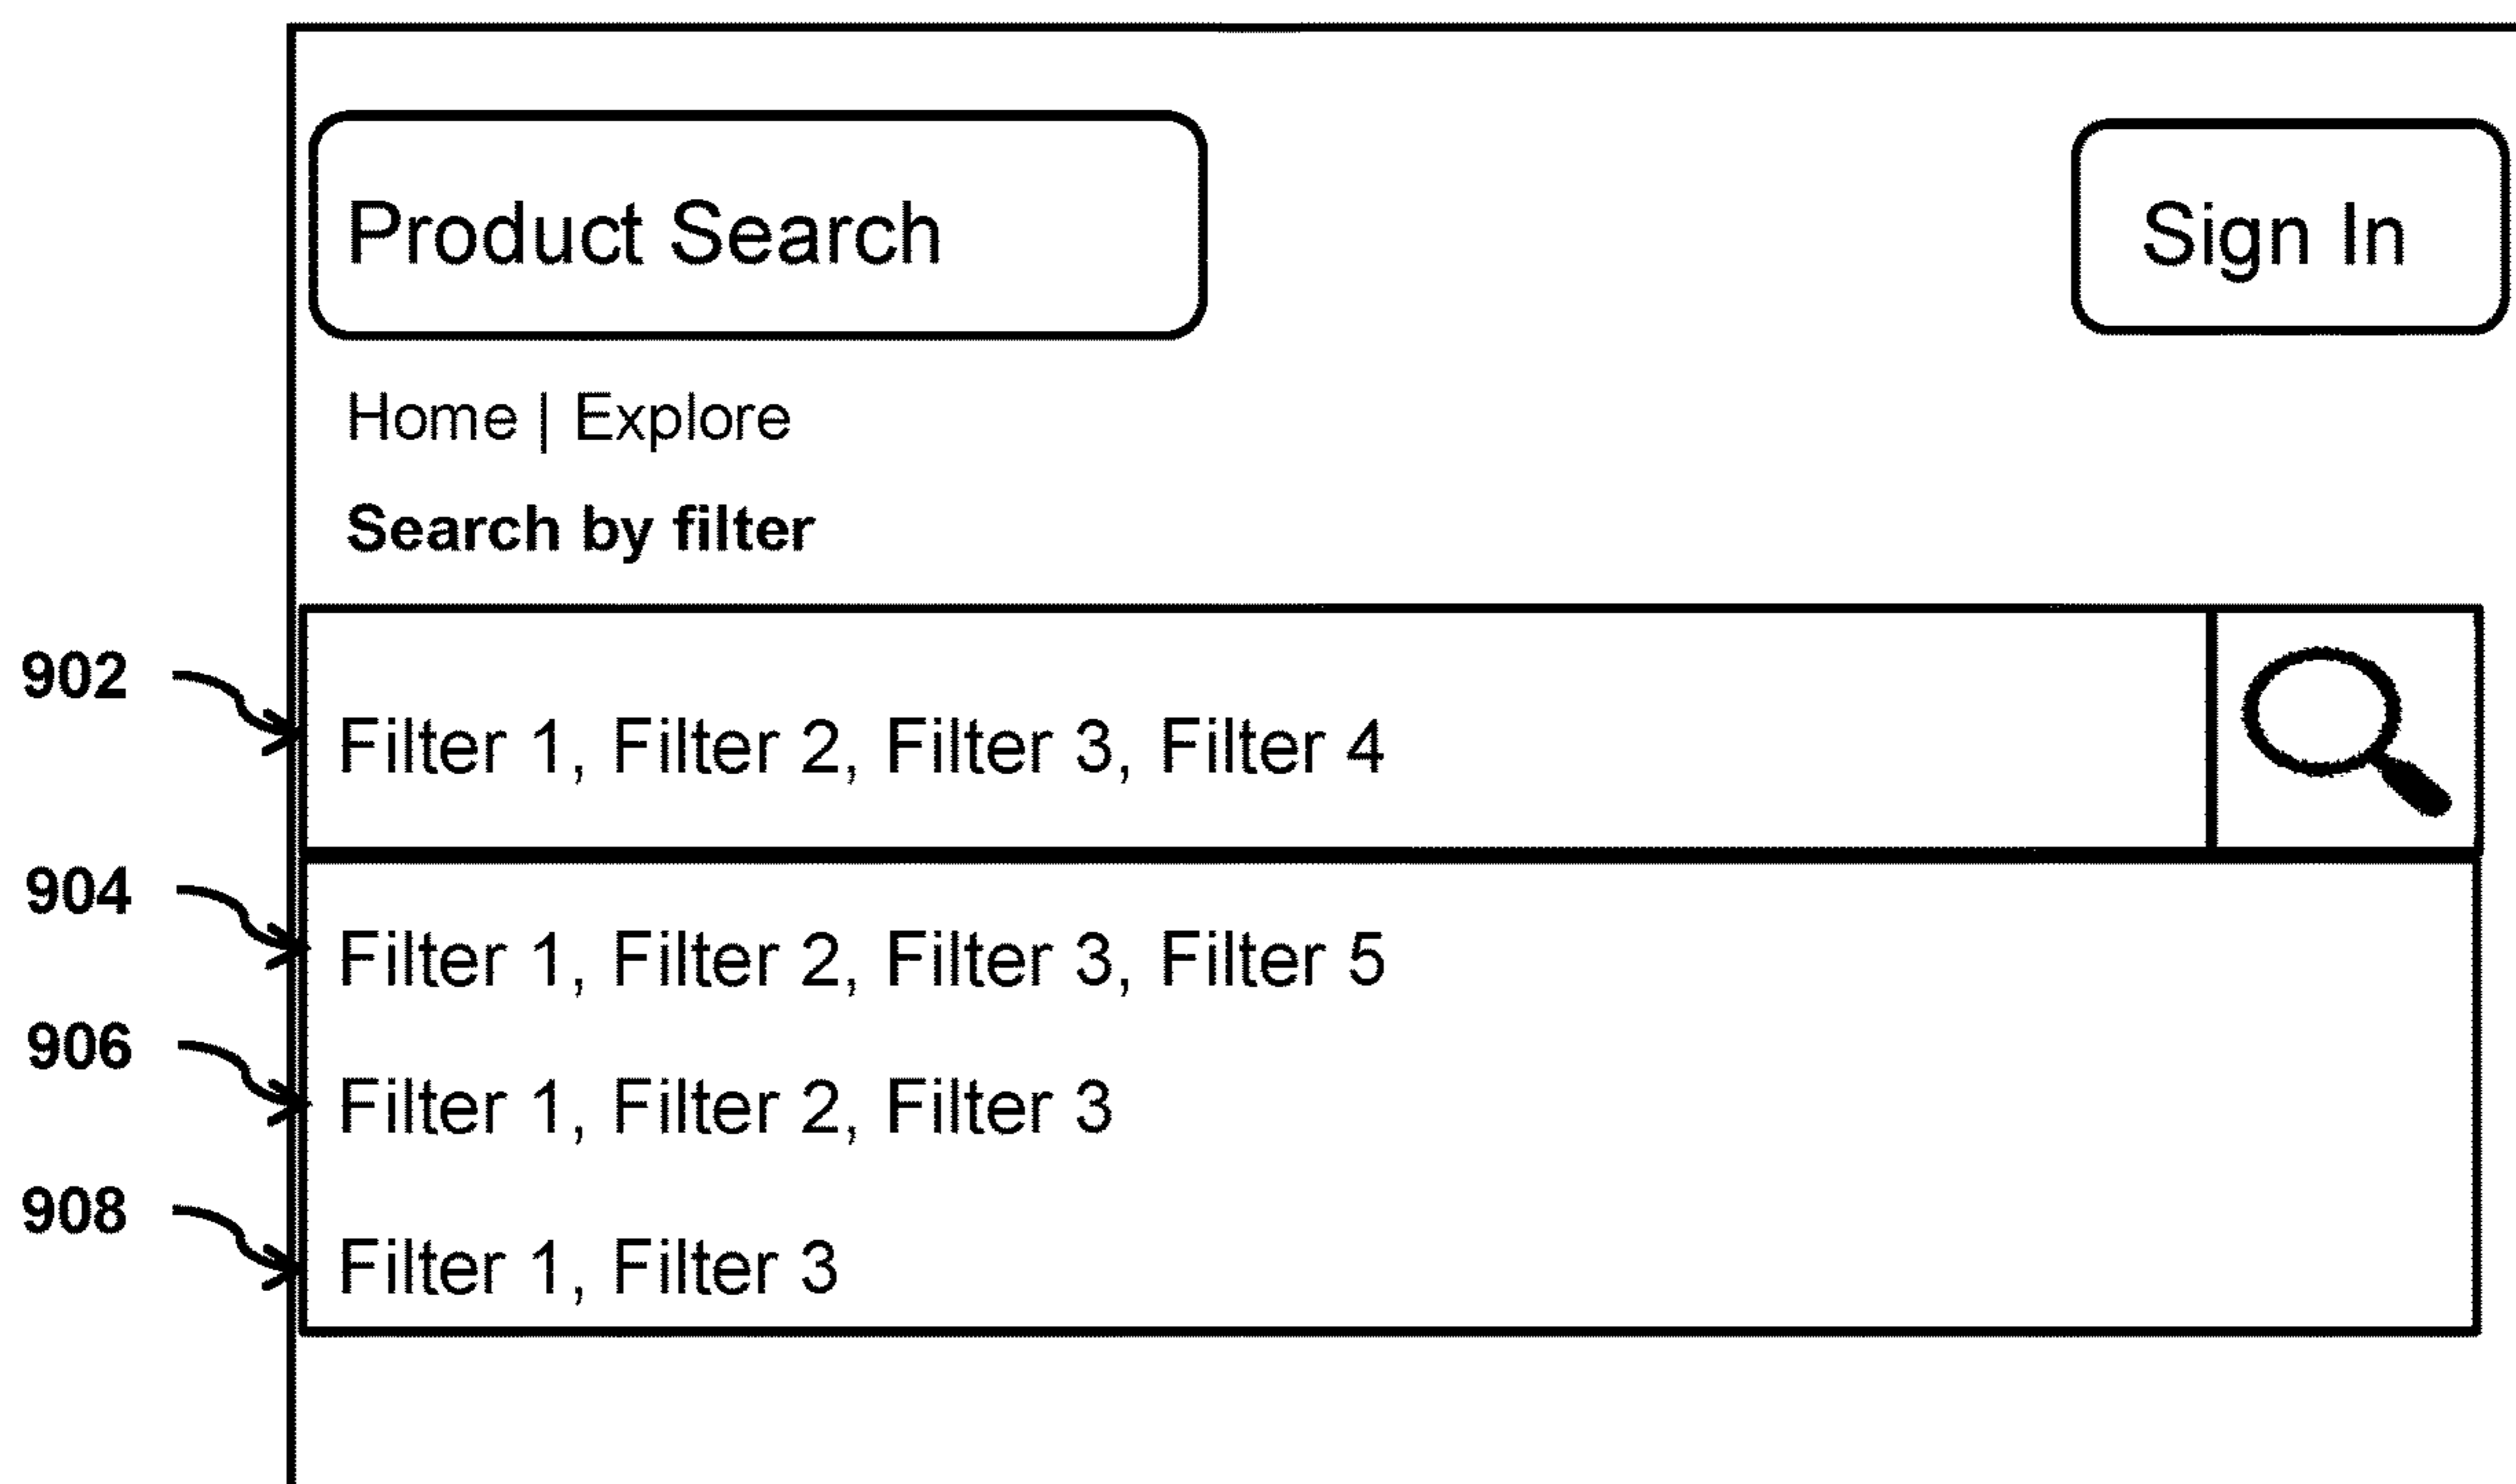 Product Search
Sign In
Home | Explore
Search by filter
902
Filter 1, Filter 2, Filter 3, Filter 4
904
Filter 1, Filter 2, Filter 3, Filter 5
906
Filter 1, Filter 2, Filter 3
908
Filter 1, Filter 3